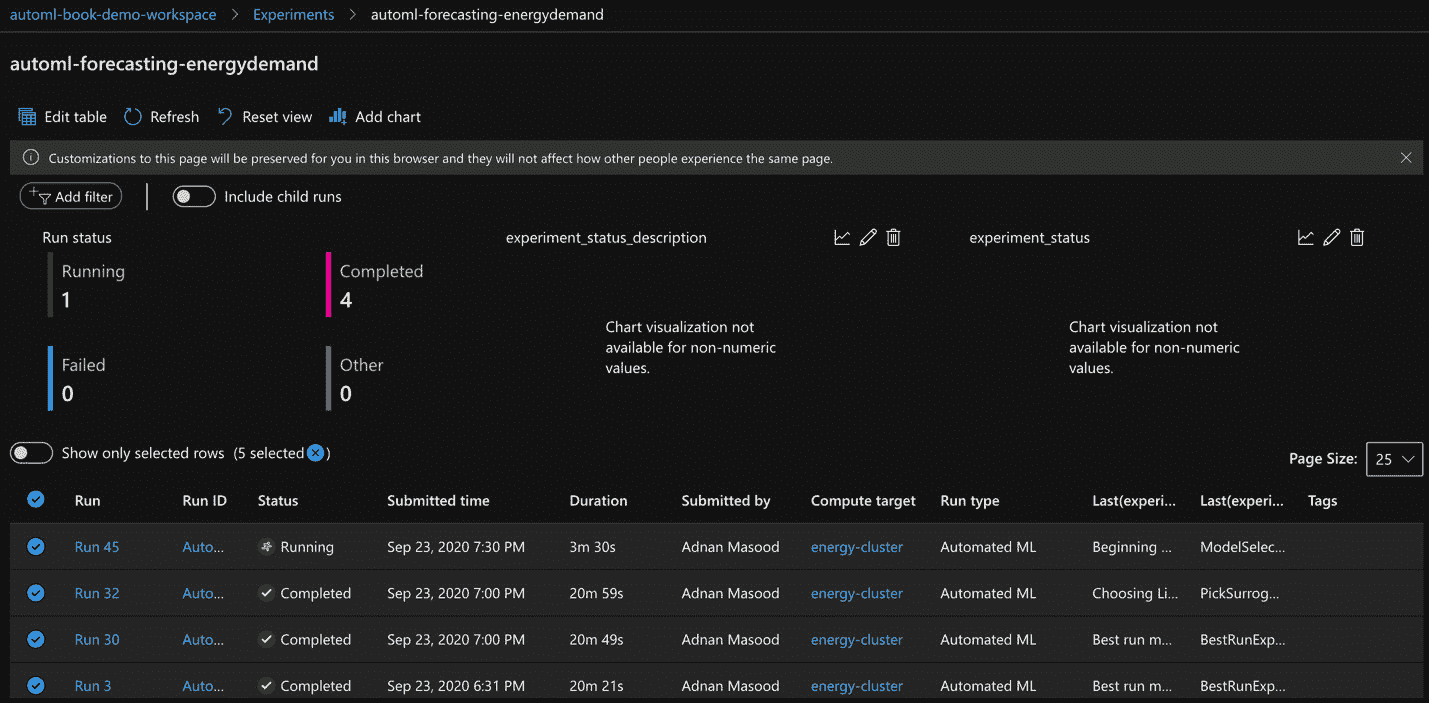 automl-book-demo-workspace > Experiments > automl-forecasting-energydemand
automl-forecasting-energydemand
Edit table Refresh Reset view Add chart
Customizations to this page will be preserved for you in this browser and they will not affect how other people experience the same page.
Add filter Include child runs
Run status experiment_status_description experiment_status
Running Completed
1 4
Chart visualization not Chart visualization not
available for non-numeric available for non-numeric
values. values.
Failed Other
0 0
Show only selected rows (5 selected )
Page Size: 25
Run Run ID Status Submitted time Duration Submitted by Compute target Run type Last(experi... Last(experi... Tags
Run 45 Auto... Running Sep 23, 2020 7:30 PM 3m 30s Adnan Masood energy-cluster Automated ML Beginning ... ModelSelec...
Run 32 Auto... Completed Sep 23, 2020 7:00 PM 20m 59s Adnan Masood energy-cluster Automated ML Choosing Li... PickSurrog...
Run 30 Auto... Completed Sep 23, 2020 7:00 PM 20m 49s Adnan Masood energy-cluster Automated ML Best run m... BestRunExp...
Run 3 Auto... Completed Sep 23, 2020 6:31 PM 20m 21s Adnan Masood energy-cluster Automated ML Best run m... BestRunExp...